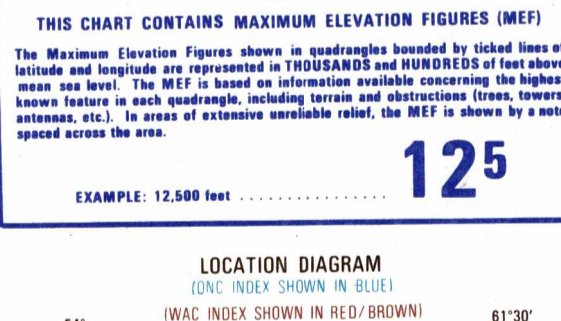 THIS CHART CONTAINS MAXIMUM ELEVATION FIGURES (MEF)
The Maximum Elevation Figures shown in quadrangles bounded by ticked lines of
latitude and longitude are represented in THOUSANDS and HUNDREDS of feet above
mean sea level. The MEF is based on information available concerning the highes
known feature in each quadrangle, including terrain and obstructions (trees, towers
antennas, etc.). In areas of extensive unreliable relief, the MEF is shown by a note
spaced across the area.
EXAMPLE: 12,500 feet ................ 125
LOCATION DIAGRAM
(ONC INDEX SHOWN IN BLUE)
(WAC INDEX SHOWN IN RED/BROWN)
61°30'